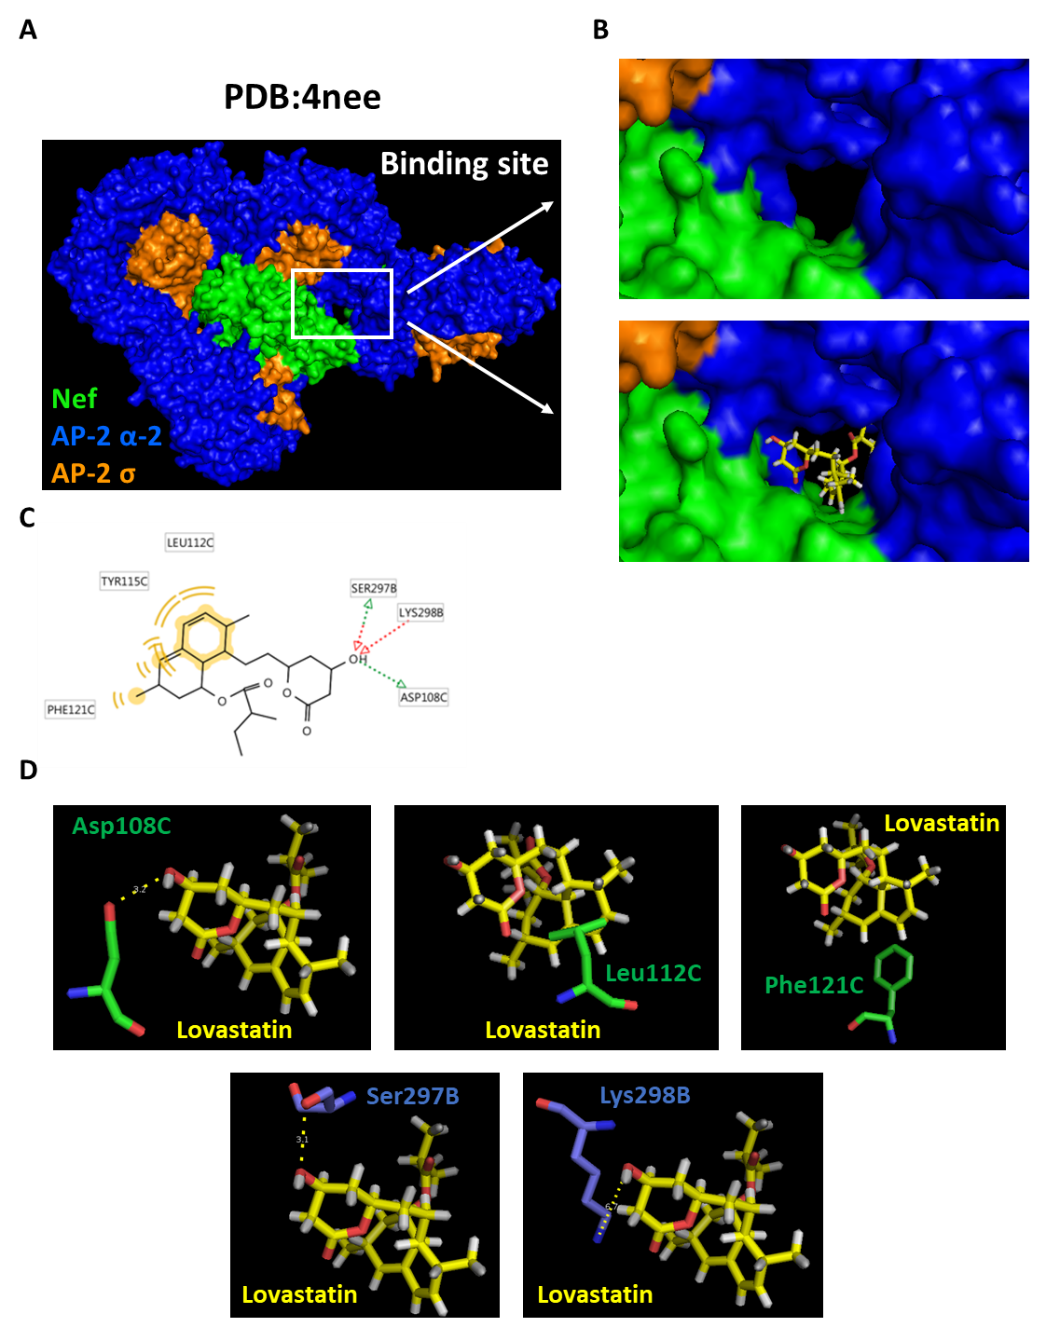 A
B
PDB:4nee
Binding site
Nef
AP-2 α-2
AP-2 σ
C
LEU112C
TYR115C
SER297B
LYS298B
OH
ASP108C
PHE121C
O
O
O
O
O
D
Asp108C
3.2
Lovastatin
Leu112C
Lovastatin
Lovastatin
Phe121C
Ser297B
3.1
Lovastatin
Lys298B
Lovastatin